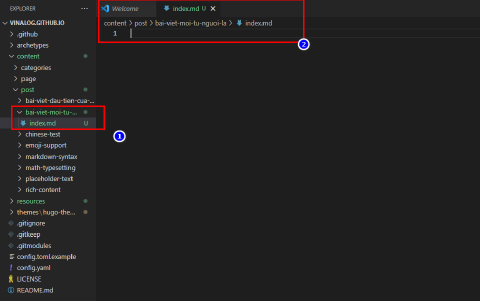 EXPLORER
...
Welcome
index.md U
VINALOG.GITHUB.IO
content > post > bai-viet-moi-tu-nguoi-la > index.md
1
.github
archetypes
content
categories
page
post
bai-viet-dau-tien-cua-...
bai-viet-moi-tu-...
index.md U
chinese-test
emoji-support
markdown-syntax
math-typesetting
placeholder-text
rich-content
resources
themes\hugo-the...
.gitignore
.gitkeep
.gitmodules
config.toml.example
config.yaml
LICENSE
README.md
1
2